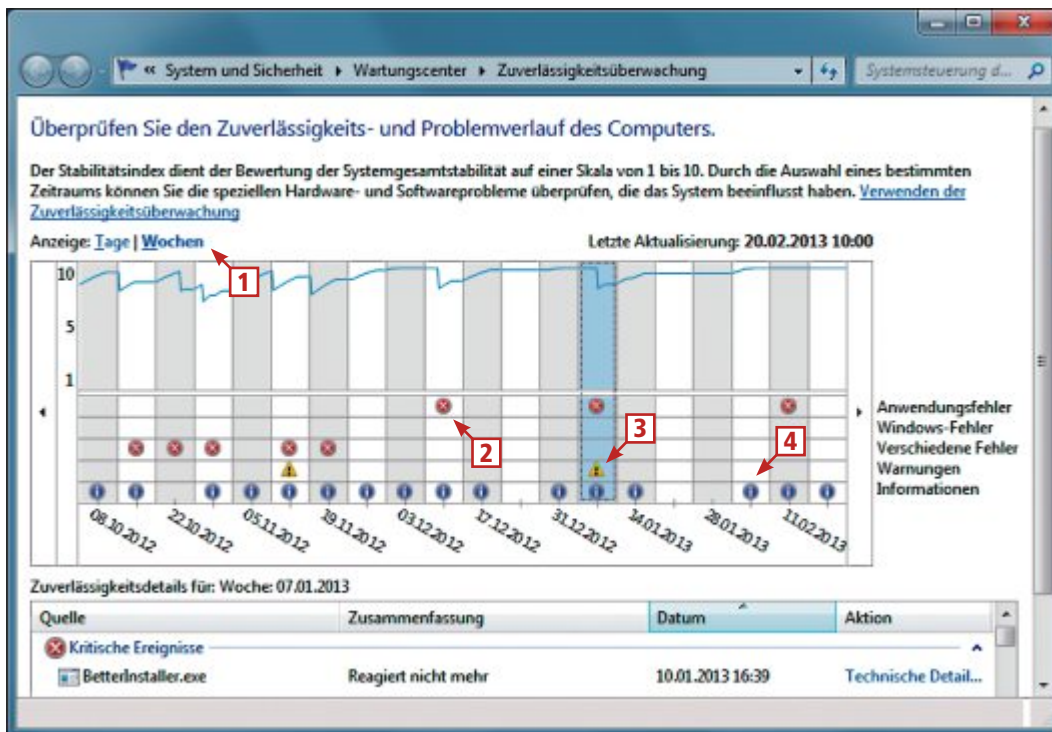 « System und Sicherheit ▸ Wartungscenter ▸ Zuverlässigkeitsüberwachung
Systemsteuerung d...
Überprüfen Sie den Zuverlässigkeits- und Problemverlauf des Computers.
Der Stabilitätsindex dient der Bewertung der Systemgesamtstabilität auf einer Skala von 1 bis 10. Durch die Auswahl eines bestimmten
Zeitraums können Sie die speziellen Hardware- und Softwareprobleme überprüfen, die das System beeinflusst haben. Verwenden der
Zuverlässigkeitsüberwachung
Anzeige: Tage | Wochen
Letzte Aktualisierung: 20.02.2013 10:00
1
10
5
1
2
3
4
Anwendungsfehler
Windows-Fehler
Verschiedene Fehler
Warnungen
Informationen
08.10.2012
22.10.2012
05.11.2012
19.11.2012
03.12.2012
17.12.2012
31.12.2012
14.01.2013
28.01.2013
11.02.2013
Zuverlässigkeitsdetails für: Woche: 07.01.2013
Quelle Zusammenfassung Datum Aktion
Kritische Ereignisse
BetterInstaller.exe Reagiert nicht mehr 10.01.2013 16:39 Technische Detail...